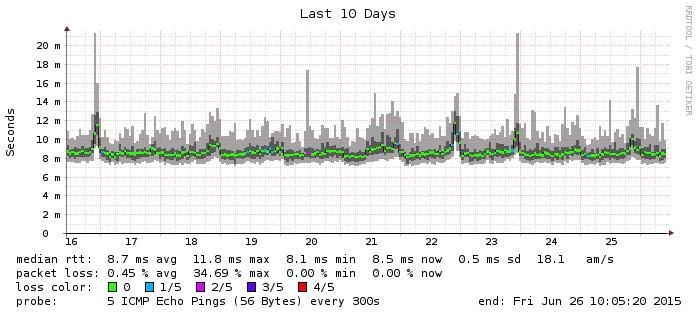 Last 10 Days
RRDTOOL / TOBI OETIKER
Seconds
20 m
18 m
16 m
14 m
12 m
10 m
8 m
6 m
4 m
2 m
0
16 17 18 19 20 21 22 23 24 25
median rtt: 8.7 ms avg 11.8 ms max 8.1 ms min 8.5 ms now 0.5 ms sd 18.1 am/s
packet loss: 0.45 % avg 34.69 % max 0.00 % min 0.00 % now
loss color: 0 1/5 2/5 3/5 4/5
probe: 5 ICMP Echo Pings (56 Bytes) every 300s end: Fri Jun 26 10:05:20 2015